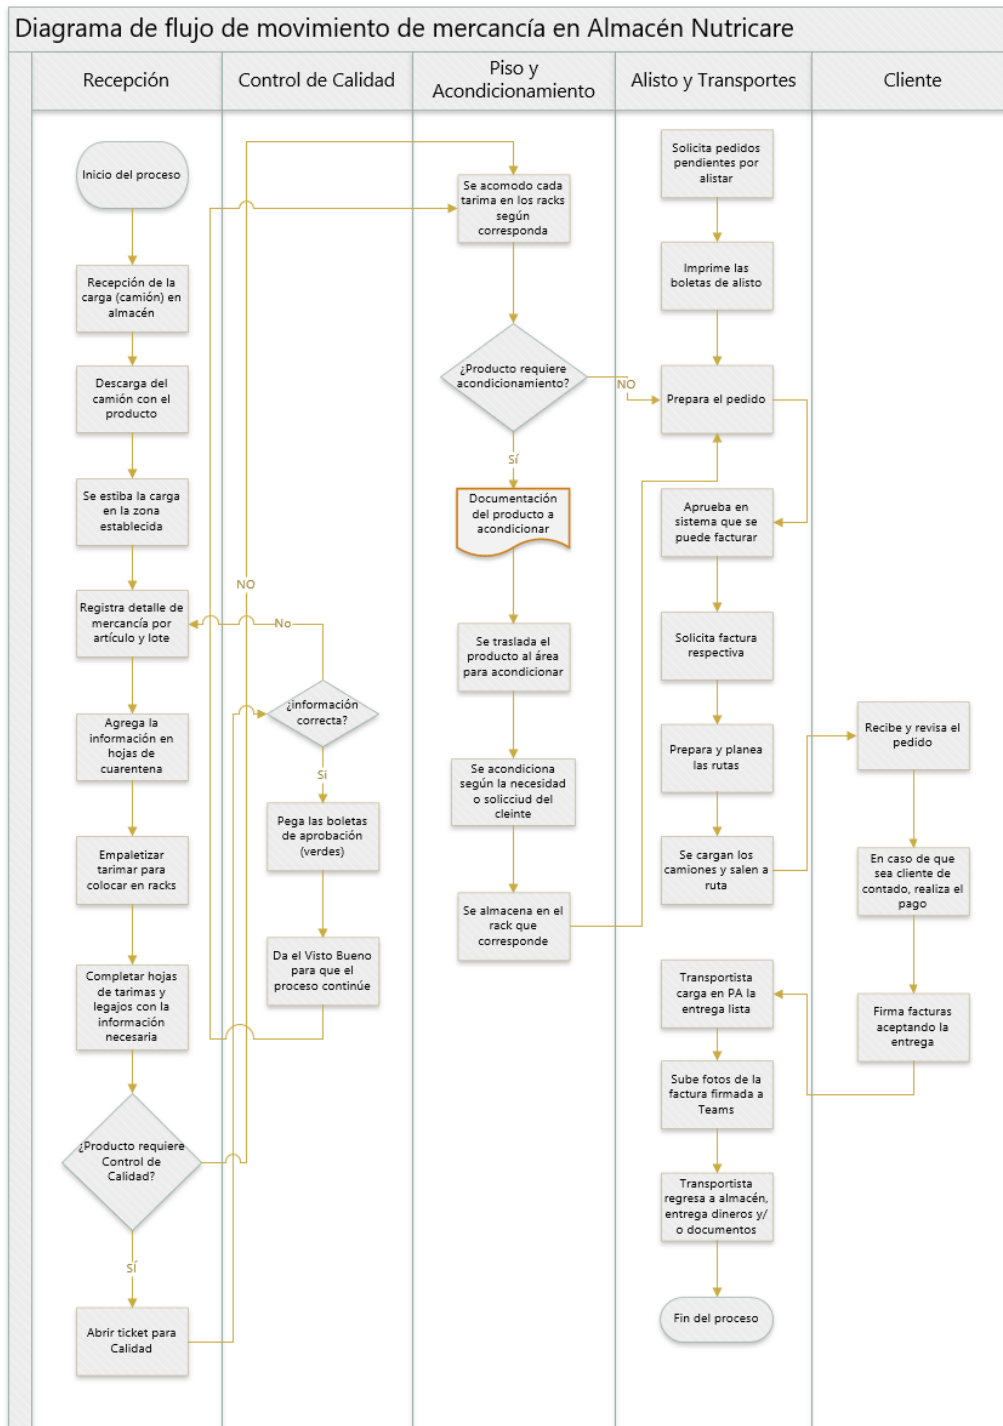 Diagrama de flujo de movimiento de mercancía en Almacén Nutricare
Recepción
Control de Calidad
Piso y
Acondicionamiento
Alisto y Transportes
Cliente
Inicio del proceso
Recepción de la
carga (camión) en
almacén
Descarga del
camión con el
producto
Se estiba la carga
en la zona
establecida
Registra detalle de
mercancía por
artículo y lote
Agrega la
información en
hojas de
cuarentena
Empaletizar
tarimar para
colocar en racks
Completar hojas
de tarimas y
legajos con la
información
necesaria
¿Producto requiere
Control de
Calidad?
NO
SÍ
Abrir ticket para
Calidad
¿información
correcta?
No
Si
Pega las boletas
de aprobación
(verdes)
Da el Visto Bueno
para que el
proceso continúe
Se acomodo cada
tarima en los racks
según
corresponda
¿Producto requiere
acondicionamiento?
NO
Sí
Documentación
del producto a
acondicionar
Se traslada el
producto al área
para acondicionar
Se acondiciona
según la necesidad
o solicciud del
cleinte
Se almacena en el
rack que
corresponde
Solicita pedidos
pendientes por
alistar
Imprime las
boletas de alisto
Prepara el pedido
Aprueba en
sistema que se
puede facturar
Solicita factura
respectiva
Prepara y planea
las rutas
Se cargan los
camiones y salen a
ruta
Recibe y revisa el
pedido
En caso de que
sea cliente de
contado, realiza el
pago
Firma facturas
aceptando la
entrega
Transportista
carga en PA la
entrega lista
Sube fotos de la
factura firmada a
Teams
Transportista
regresa a almacén,
entrega dineros y/
o documentos
Fin del proceso